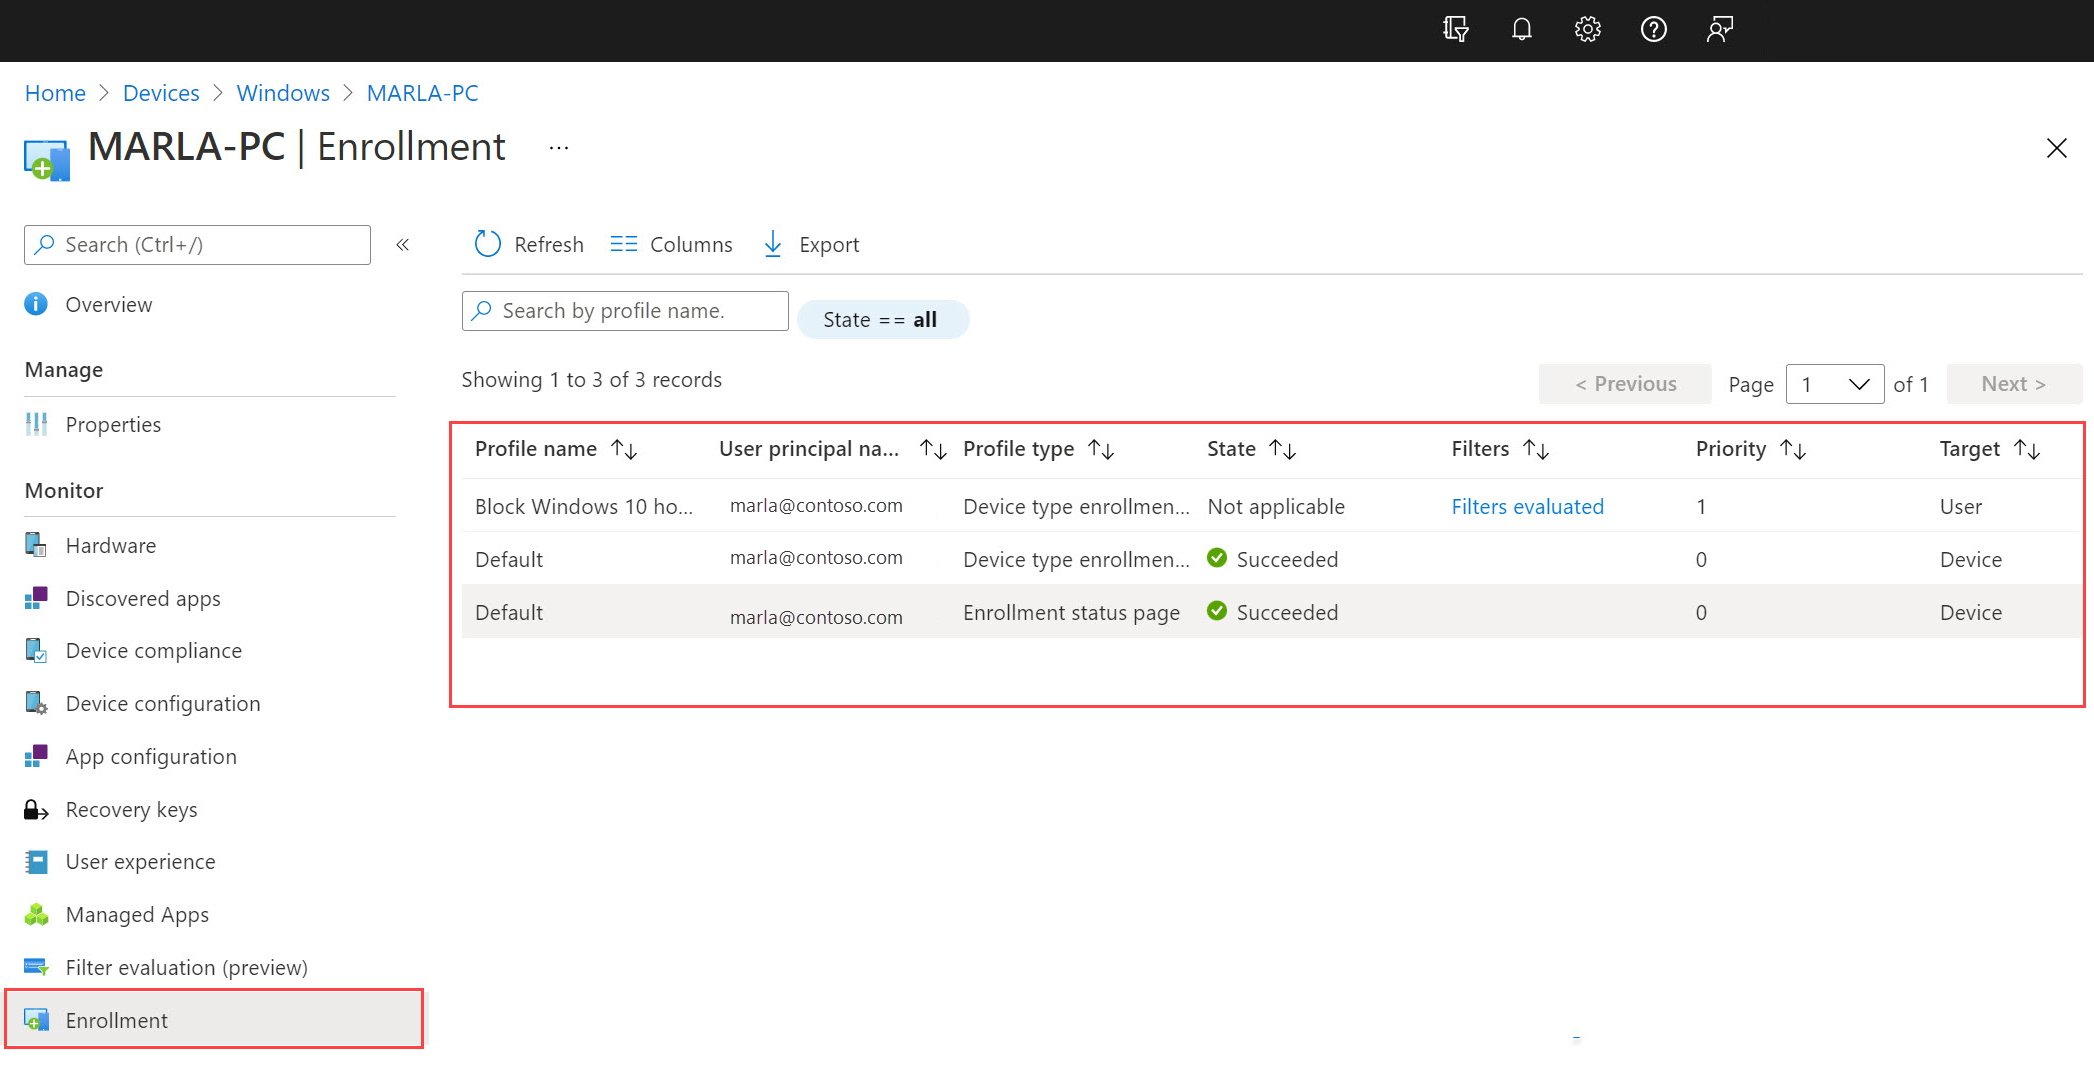 Home > Devices > Windows > MARLA-PC
MARLA-PC | Enrollment ...
Search (Ctrl+/)
«
Overview
Manage
Properties
Monitor
Hardware
Discovered apps
Device compliance
Device configuration
App configuration
Recovery keys
User experience
Managed Apps
Filter evaluation (preview)
Enrollment
Refresh Columns Export
Search by profile name.
State == all
Showing 1 to 3 of 3 records
< Previous Page 1 of 1 Next >
Profile name User principal na... Profile type State Filters Priority Target
Block Windows 10 ho... marla@contoso.com Device type enrollmen... Not applicable Filters evaluated 1 User
Default marla@contoso.com Device type enrollmen... Succeeded 0 Device
Default marla@contoso.com Enrollment status page Succeeded 0 Device